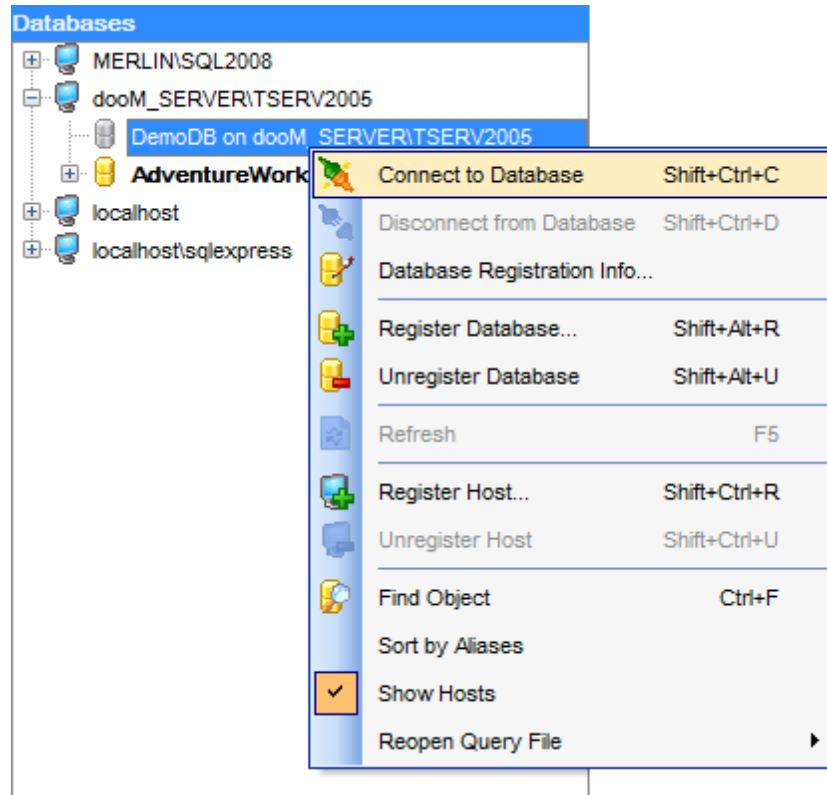 Databases
MERLIN\SQL2008
dooM_SERVER\TSERV2005
DemoDB on dooM_SERVER\TSERV2005
AdventureWork
localhost
localhost\sqlexpress
Connect to Database Shift+Ctrl+C
Disconnect from Database Shift+Ctrl+D
Database Registration Info...
Register Database... Shift+Alt+R
Unregister Database Shift+Alt+U
Refresh F5
Register Host... Shift+Ctrl+R
Unregister Host Shift+Ctrl+U
Find Object Ctrl+F
Sort by Aliases
Show Hosts
Reopen Query File